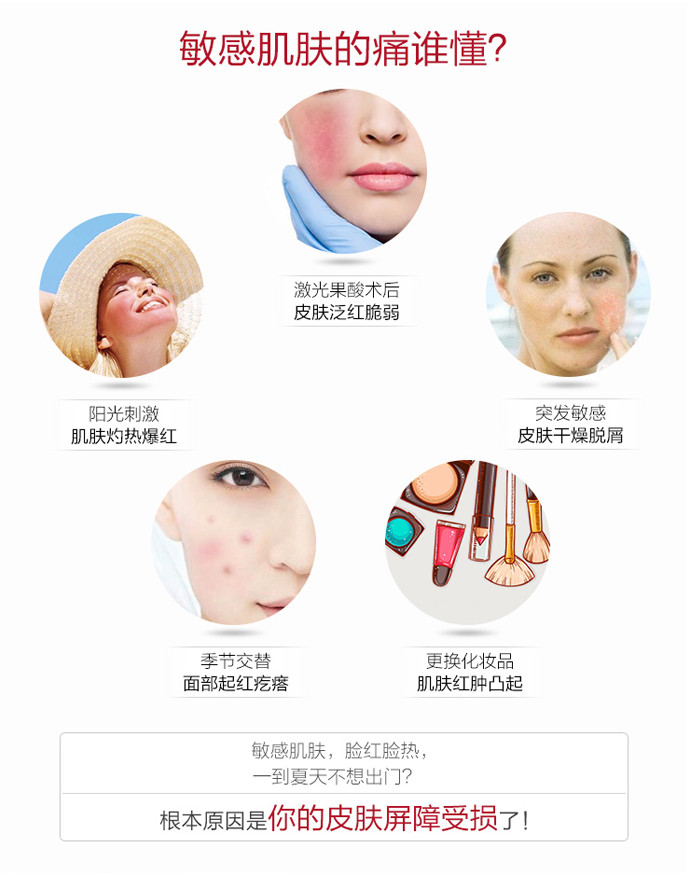 敏感肌肤的痛谁懂?
激光果酸术后
皮肤泛红脆弱
阳光刺激
肌肤灼热爆红
突发敏感
皮肤干燥脱屑
季节交替
面部起红疙瘩
更换化妆品
肌肤红肿凸起
敏感肌肤，脸红脸热，
一到夏天不想出门?
根本原因是你的皮肤屏障受损了!